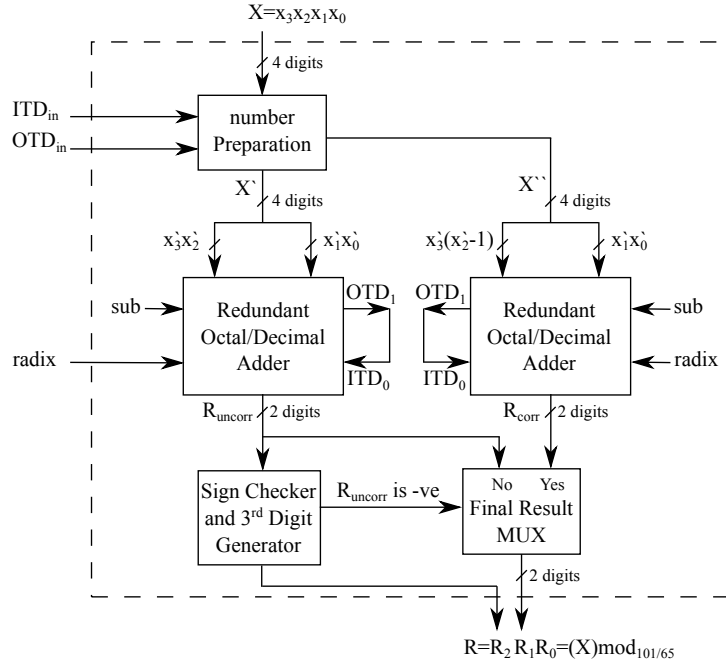 X=x₃x₂x₁x₀
4 digits
ITDᵢₙ
OTDᵢₙ
number
Preparation
X`
4 digits
X``
4 digits
x`₃x`₂
x`₁x`₀
x`₃(x`₂-1)
x`₁x`₀
sub
radix
Redundant
Octal/Decimal
Adder
OTD₁
ITD₀
OTD₁
ITD₀
Redundant
Octal/Decimal
Adder
sub
radix
R_uncorr
2 digits
R_corr
2 digits
Sign Checker
and 3ʳᵈ Digit
Generator
R_uncorr is -ve
No Yes
Final Result
MUX
2 digits
R=R₂ R₁R₀=(X)mod₁₀₁/₆₅